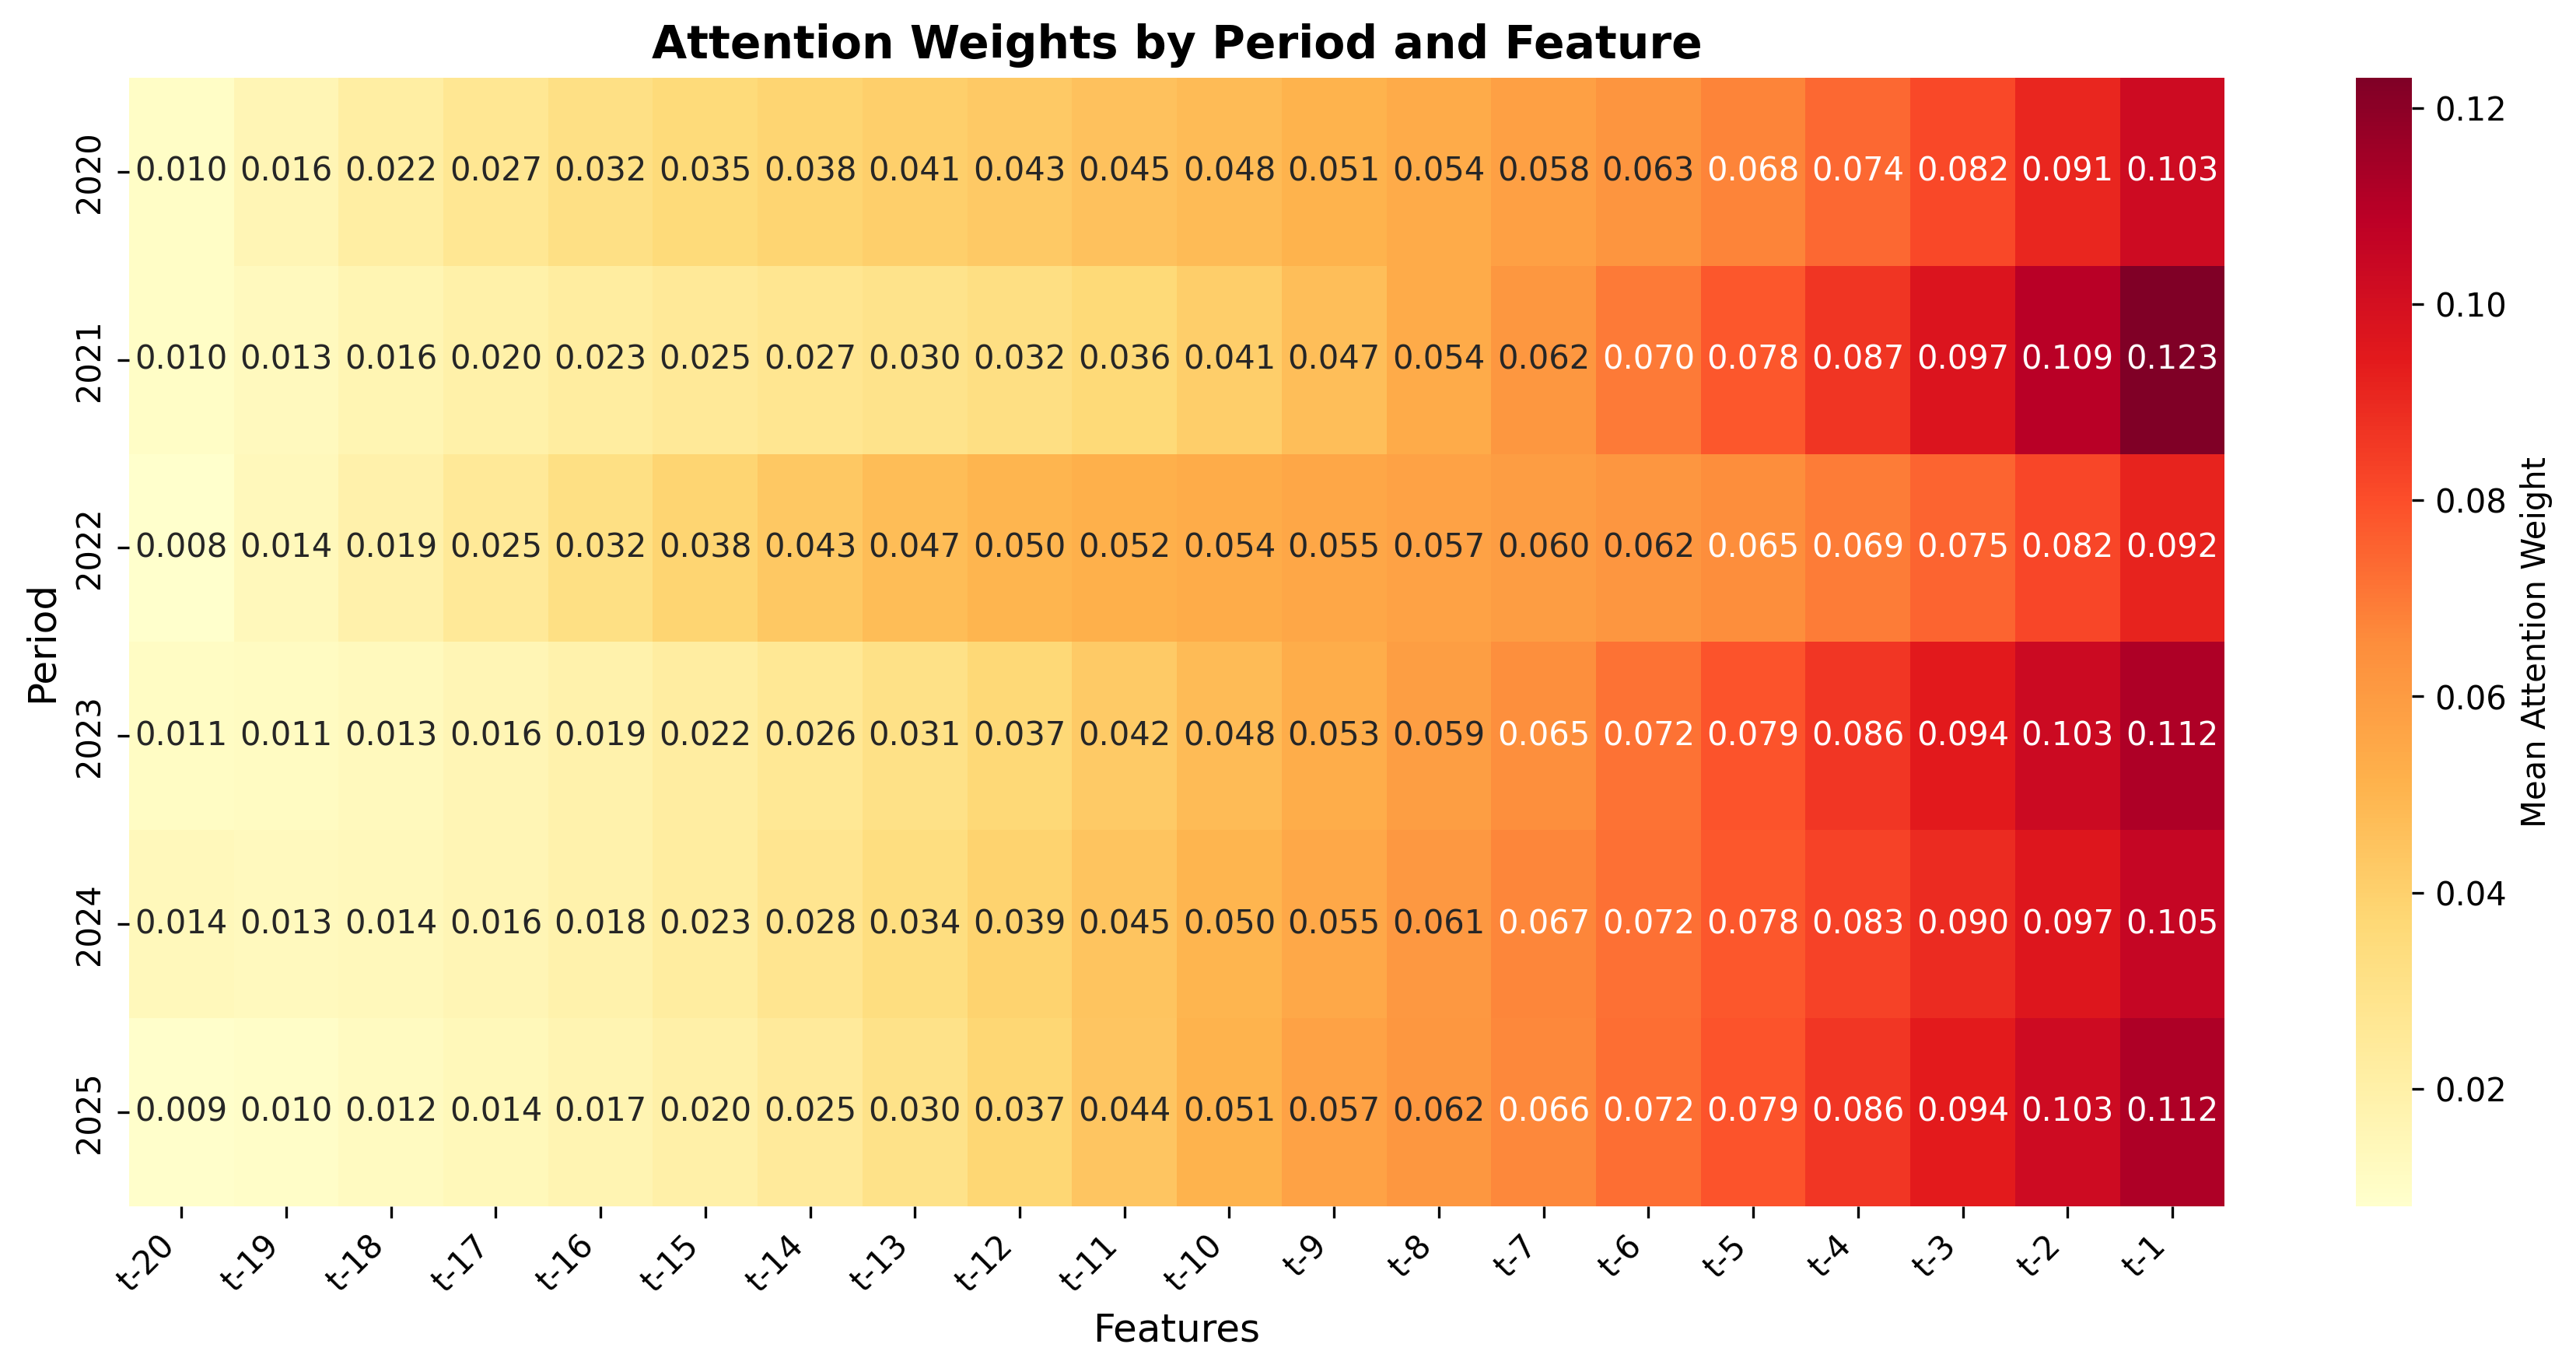 Attention Weights by Period and Feature
2020 0.010 0.016 0.022 0.027 0.032 0.035 0.038 0.041 0.043 0.045 0.048 0.051 0.054 0.058 0.063 0.068 0.074 0.082 0.091 0.103
2021 0.010 0.013 0.016 0.020 0.023 0.025 0.027 0.030 0.032 0.036 0.041 0.047 0.054 0.062 0.070 0.078 0.087 0.097 0.109 0.123
2022 0.008 0.014 0.019 0.025 0.032 0.038 0.043 0.047 0.050 0.052 0.054 0.055 0.057 0.060 0.062 0.065 0.069 0.075 0.082 0.092
2023 0.011 0.011 0.013 0.016 0.019 0.022 0.026 0.031 0.037 0.042 0.048 0.053 0.059 0.065 0.072 0.079 0.086 0.094 0.103 0.112
2024 0.014 0.013 0.014 0.016 0.018 0.023 0.028 0.034 0.039 0.045 0.050 0.055 0.061 0.067 0.072 0.078 0.083 0.090 0.097 0.105
2025 0.009 0.010 0.012 0.014 0.017 0.020 0.025 0.030 0.037 0.044 0.051 0.057 0.062 0.066 0.072 0.079 0.086 0.094 0.103 0.112
Period
t-20 t-19 t-18 t-17 t-16 t-15 t-14 t-13 t-12 t-11 t-10 t-9 t-8 t-7 t-6 t-5 t-4 t-3 t-2 t-1
Features
0.12
0.10
0.08
0.06
0.04
0.02
Mean Attention Weight